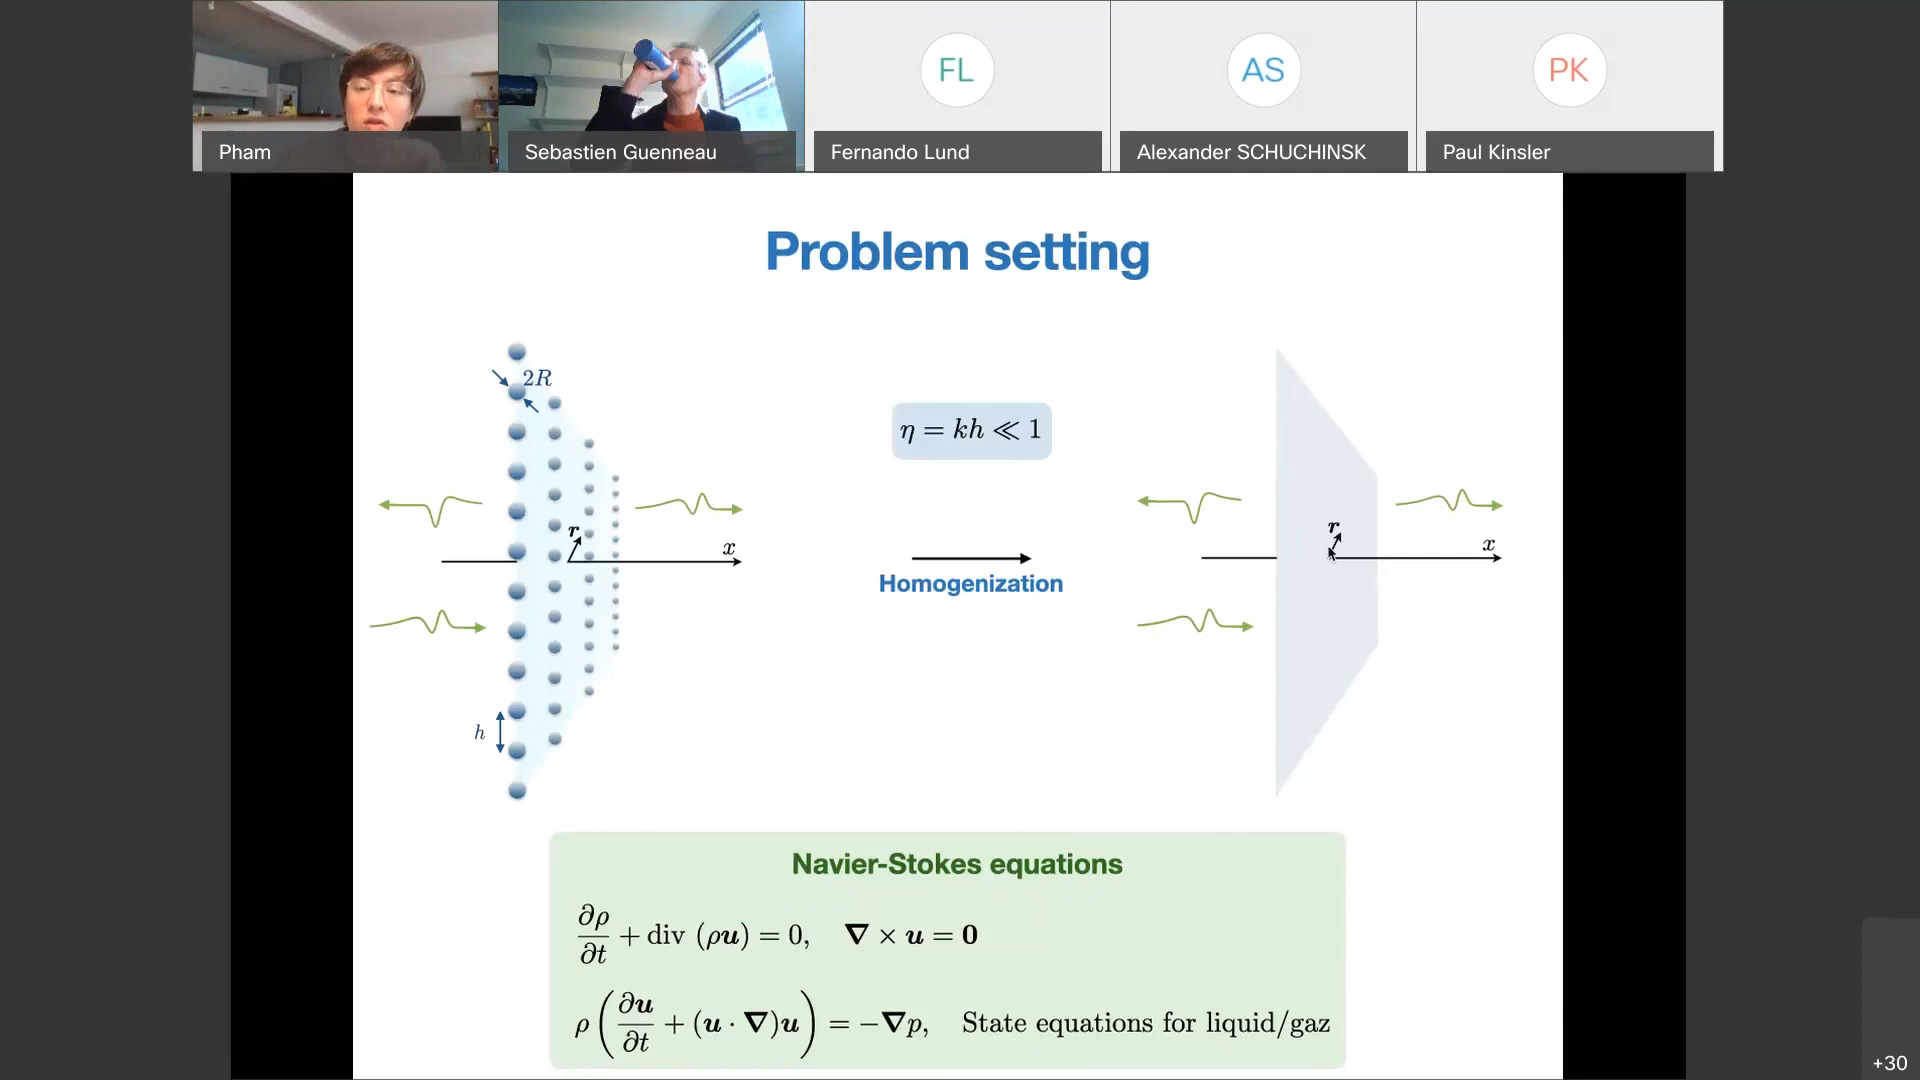 FL
AS
PK
Pham
Sebastien Guenneau
Fernando Lund
Alexander SCHUCHINSK
Paul Kinsler
Problem setting
2R
η = kh ≪ 1
r
x
h
Homogenization
r
x
Navier-Stokes equations
∂ρ/∂t + div (ρu) = 0, ∇ × u = 0
ρ(∂u/∂t + (u · ∇)u) = −∇p, State equations for liquid/gaz
+30